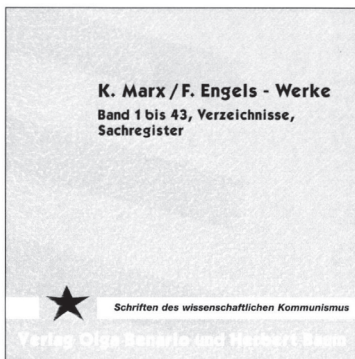 K. Marx / F. Engels - Werke
Band 1 bis 43, Verzeichnisse,
Sachregister
Schriften des wissenschaftlichen Kommunismus
Verlag Olga Benario und Herbert Baum